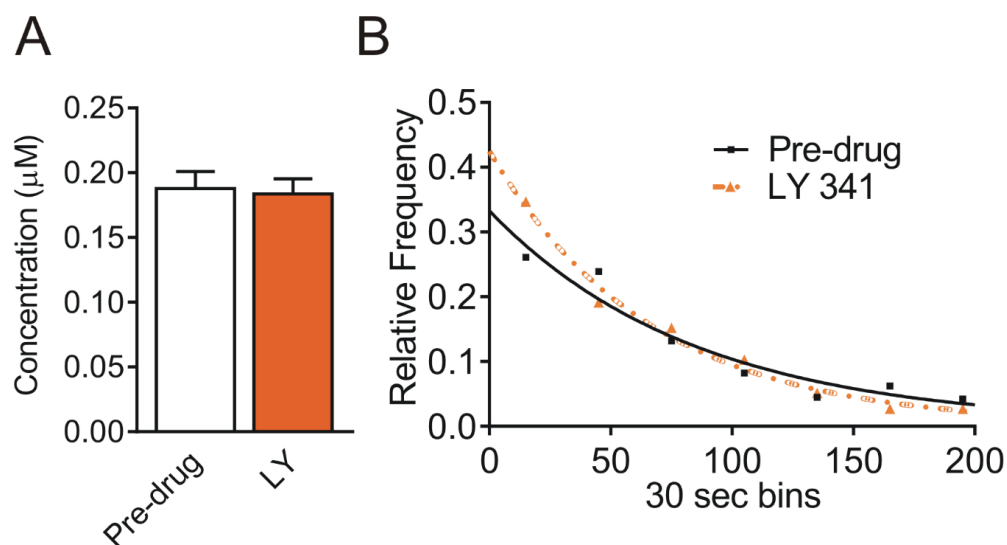 A
Concentration (μM)
0.25
0.20
0.15
0.10
0.05
0.00
Pre-drug
LY
B
Relative Frequency
0.5
0.4
0.3
0.2
0.1
0.0
Pre-drug
LY 341
0
50
100
150
200
30 sec bins